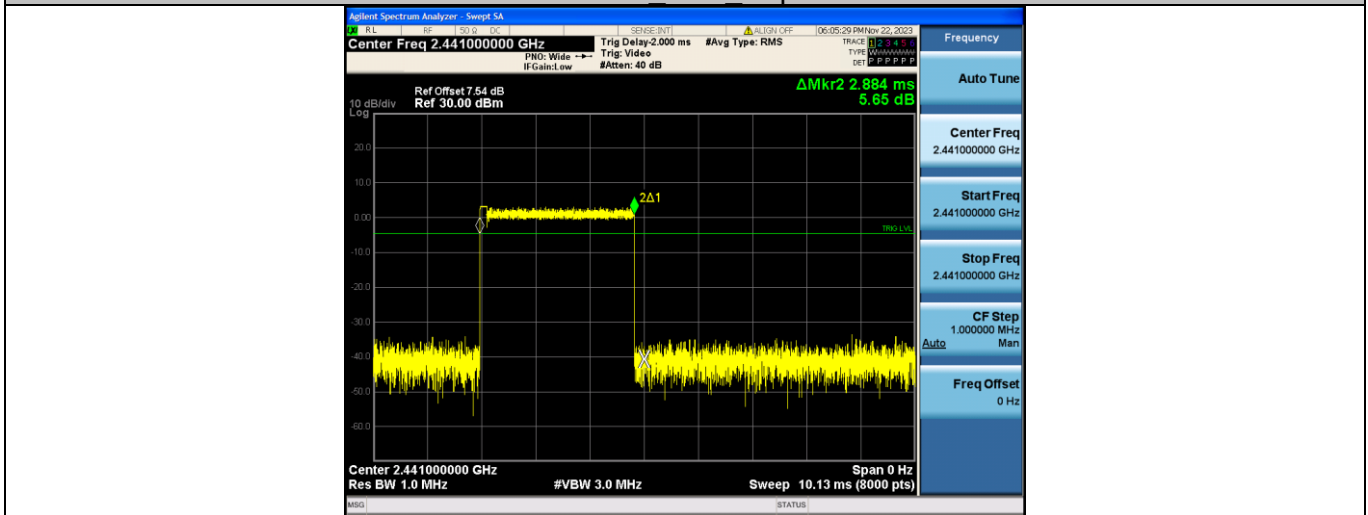 Agilent Spectrum Analyzer - Swept SA
RL RF 50 Ω DC SENSE:INT ALIGN OFF 06:05:29 PM Nov 22, 2023
Center Freq 2.441000000 GHz
PNO: Wide
IFGain:Low
Trig Delay-2.000 ms
Trig: Video
#Atten: 40 dB
#Avg Type: RMS
TRACE 1 2 3 4 5 6
TYPE
DET P P P P P P
ΔMkr2 2.884 ms
5.65 dB
Ref Offset 7.54 dB
10 dB/div Ref 30.00 dBm
Log
20.0
10.0
0.00
-10.0
-20.0
-30.0
-40.0
-50.0
-60.0
2Δ1
TRIG LVL
X
Center 2.441000000 GHz Span 0 Hz
Res BW 1.0 MHz #VBW 3.0 MHz Sweep 10.13 ms (8000 pts)
MSG STATUS
Frequency
Auto Tune
Center Freq
2.441000000 GHz
Start Freq
2.441000000 GHz
Stop Freq
2.441000000 GHz
CF Step
1.000000 MHz
Auto Man
Freq Offset
0 Hz